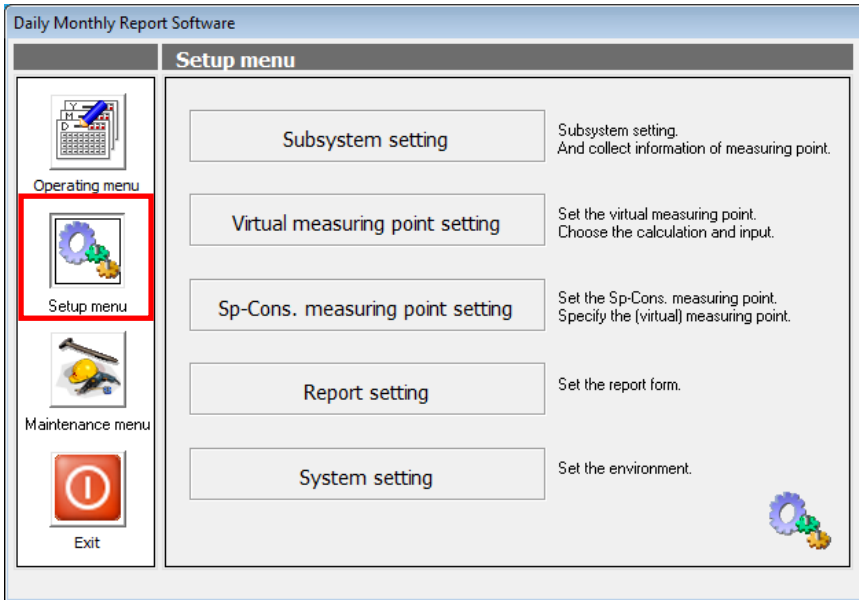 Daily Monthly Report Software
Setup menu
Operating menu
Setup menu
Maintenance menu
Exit
Subsystem setting
Subsystem setting.
And collect information of measuring point.
Virtual measuring point setting
Set the virtual measuring point.
Choose the calculation and input.
Sp-Cons. measuring point setting
Set the Sp-Cons. measuring point.
Specify the (virtual) measuring point.
Report setting
Set the report form.
System setting
Set the environment.